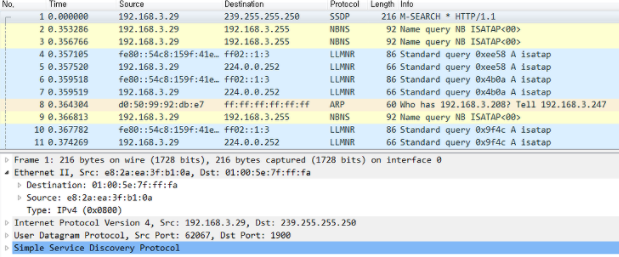 No. Time Source Destination Protocol Length Info
1 0.000000 192.168.3.29 239.255.255.250 SSDP 216 M-SEARCH * HTTP/1.1
2 0.353286 192.168.3.29 192.168.3.255 NBNS 92 Name query NB ISATAP<00>
3 0.356766 192.168.3.29 192.168.3.255 NBNS 92 Name query NB ISATAP<00>
4 0.357105 fe80::54c8:159f:41e… ff02::1:3 LLMNR 86 Standard query 0xee58 A isatap
5 0.357520 192.168.3.29 224.0.0.252 LLMNR 66 Standard query 0xee58 A isatap
6 0.359518 fe80::54c8:159f:41e… ff02::1:3 LLMNR 86 Standard query 0x4b0a A isatap
7 0.359519 192.168.3.29 224.0.0.252 LLMNR 66 Standard query 0x4b0a A isatap
8 0.364304 d0:50:99:92:db:e7 ff:ff:ff:ff:ff:ff ARP 60 Who has 192.168.3.208? Tell 192.168.3.247
9 0.366813 192.168.3.29 192.168.3.255 NBNS 92 Name query NB ISATAP<00>
10 0.367782 fe80::54c8:159f:41e… ff02::1:3 LLMNR 86 Standard query 0x9f4c A isatap
11 0.374269 192.168.3.29 224.0.0.252 LLMNR 66 Standard query 0x9f4c A isatap
Frame 1: 216 bytes on wire (1728 bits), 216 bytes captured (1728 bits) on interface 0
Ethernet II, Src: e8:2a:ea:3f:b1:0a, Dst: 01:00:5e:7f:ff:fa
Destination: 01:00:5e:7f:ff:fa
Source: e8:2a:ea:3f:b1:0a
Type: IPv4 (0x0800)
Internet Protocol Version 4, Src: 192.168.3.29, Dst: 239.255.255.250
User Datagram Protocol, Src Port: 62067, Dst Port: 1900
Simple Service Discovery Protocol